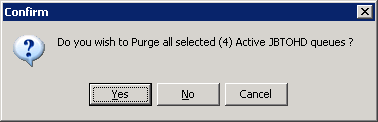 Confirm
Do you wish to Purge all selected (4) Active JBTOHD queues ?
Yes No Cancel